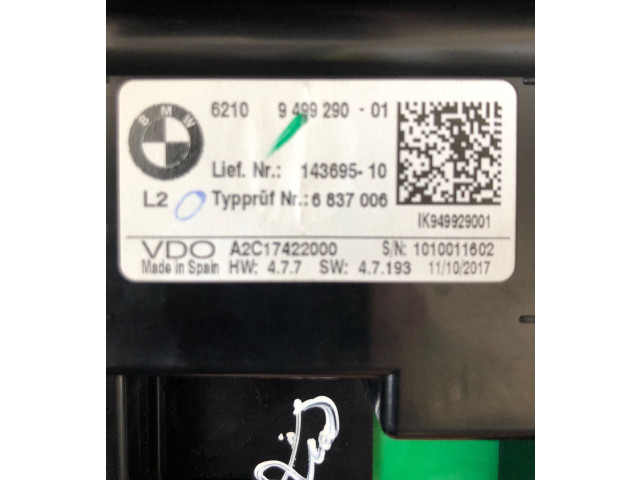 BMW
6210 9 499 290 - 01
Lief. Nr.: 143695- 10
L2 Typprüf Nr.: 6 837 006
IK949929001
VDO A2C17422000 S/N: 1010011602
Made in Spain HW: 4.7.7 SW: 4.7.193 11/10/2017